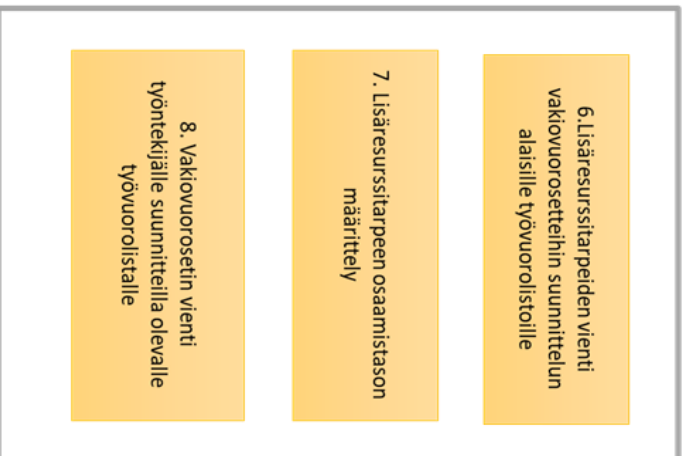 6.Lisäresurssitarpeiden vienti
vakiovuorosetteihin suunnittelun
alaisille työvuorolistoille
7. Lisäresurssitarpeen osaamistason
määrittely
8. Vakiovuorosetin vienti
työntekijälle suunnitteilla olevalle
työvuorolistalle